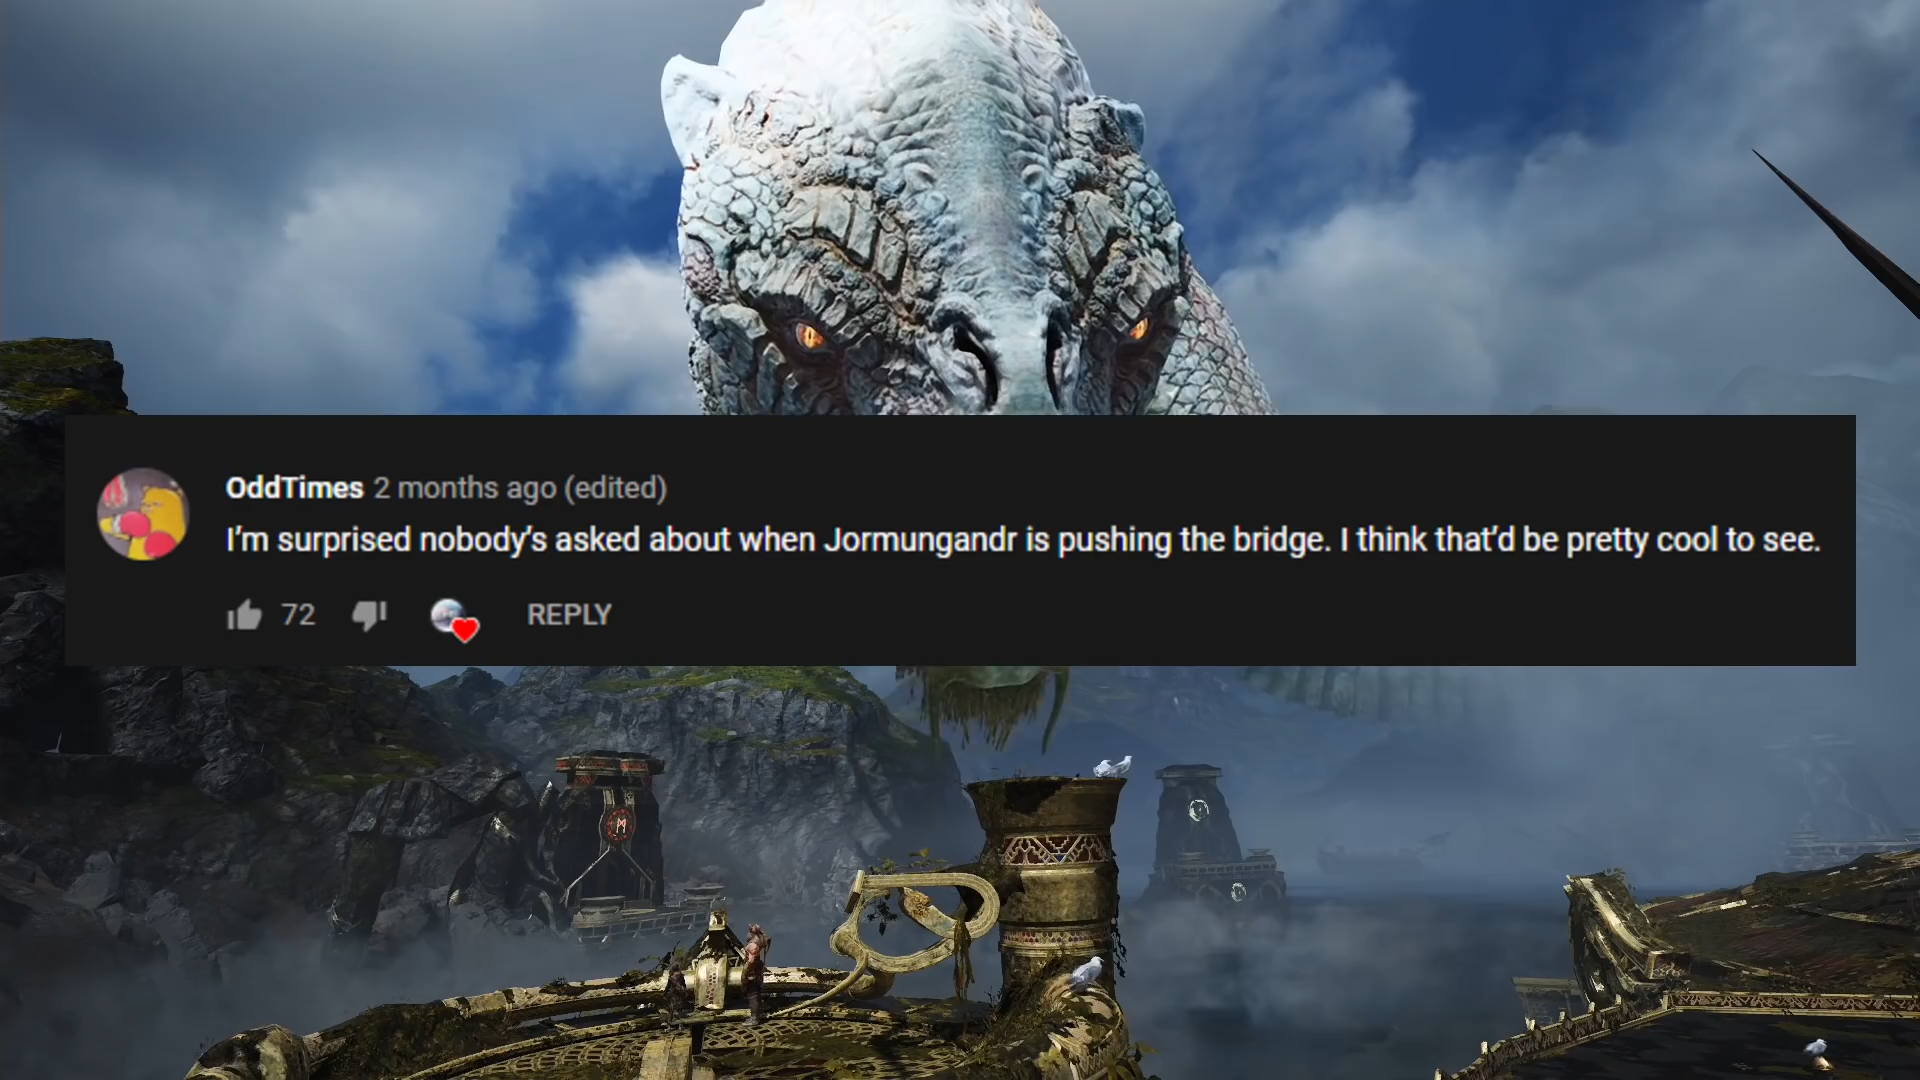 OddTimes 2 months ago (edited)
I’m surprised nobody’s asked about when Jormungandr is pushing the bridge. I think that’d be pretty cool to see.
72 REPLY